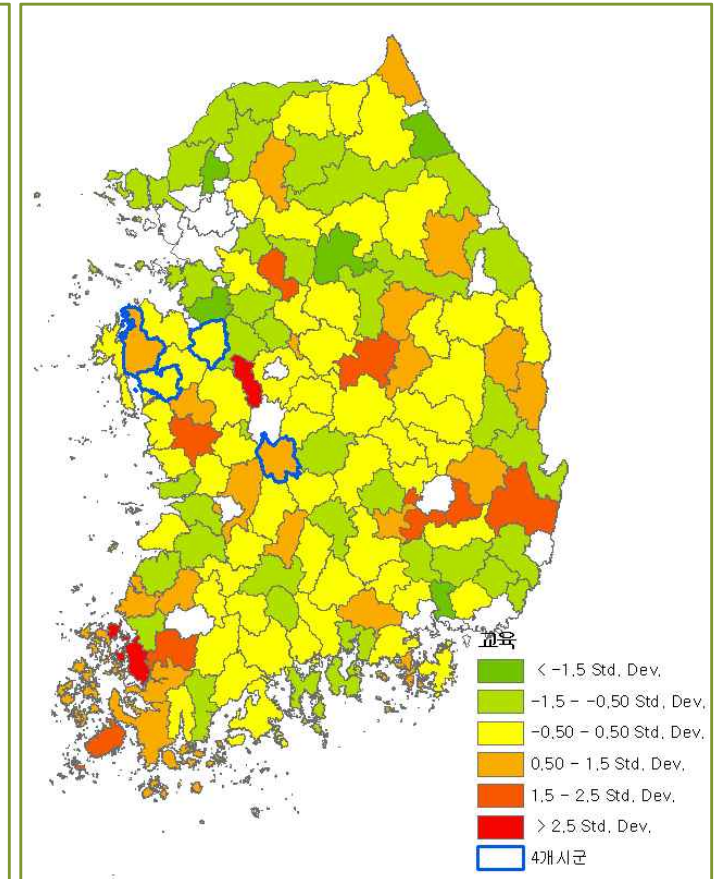 교육
< -1.5 Std. Dev.
-1.5 - -0.50 Std. Dev.
-0.50 - 0.50 Std. Dev.
0.50 - 1.5 Std. Dev.
1.5 - 2.5 Std. Dev.
> 2.5 Std. Dev.
4개시군